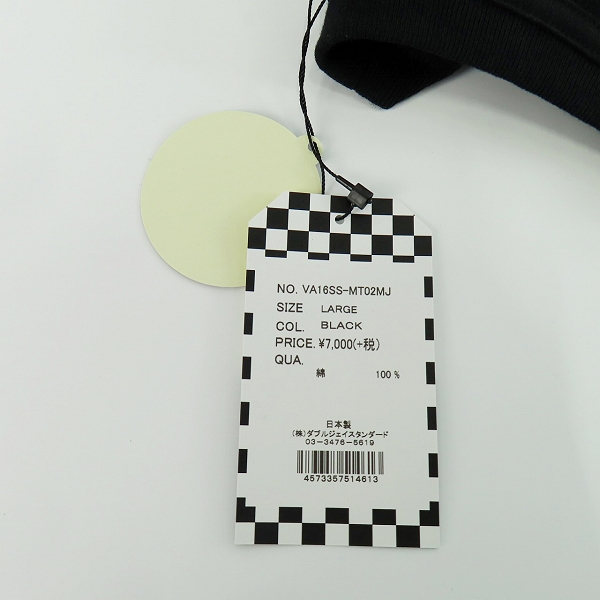 NO. VA16SS-MT02MJ
SIZE LARGE
COL. BLACK
PRICE. ¥7,000(+税)
QUA.
綿 100 %
日本製
(株)ダブルジェイスタンダード
03-3476-5619
4573357514613